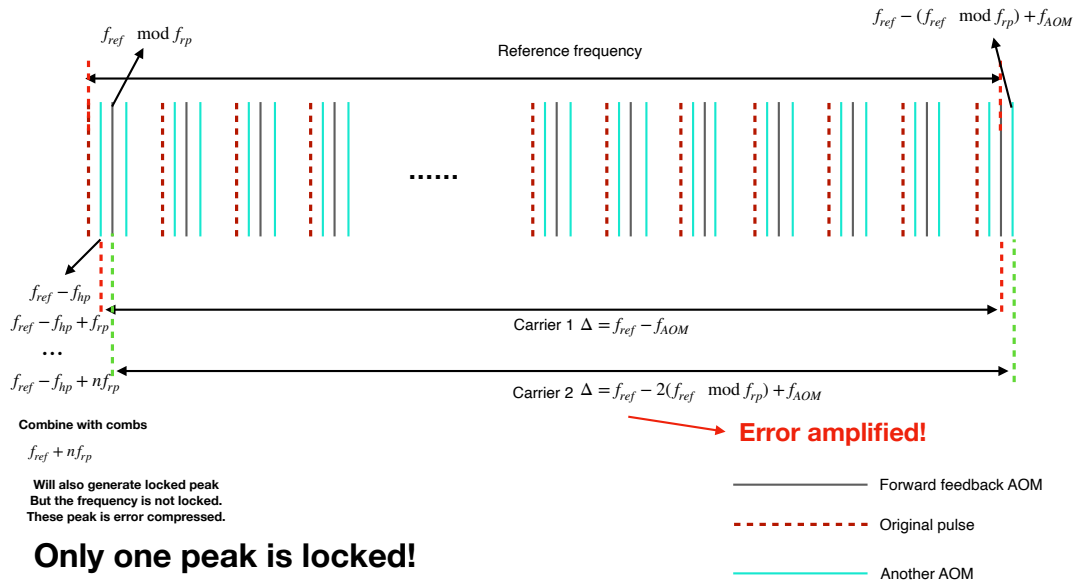 f_ref mod f_rp
f_ref − (f_ref mod f_rp) + f_AOM
Reference frequency
......
f_ref − f_hp
f_ref − f_hp + f_rp
...
f_ref − f_hp + nf_rp
Carrier 1 Δ = f_ref − f_AOM
Carrier 2 Δ = f_ref − 2(f_ref mod f_rp) + f_AOM
Error amplified!
Combine with combs
f_ref + nf_rp
Will also generate locked peak
But the frequency is not locked.
These peak is error compressed.
Only one peak is locked!
Forward feedback AOM
Original pulse
Another AOM